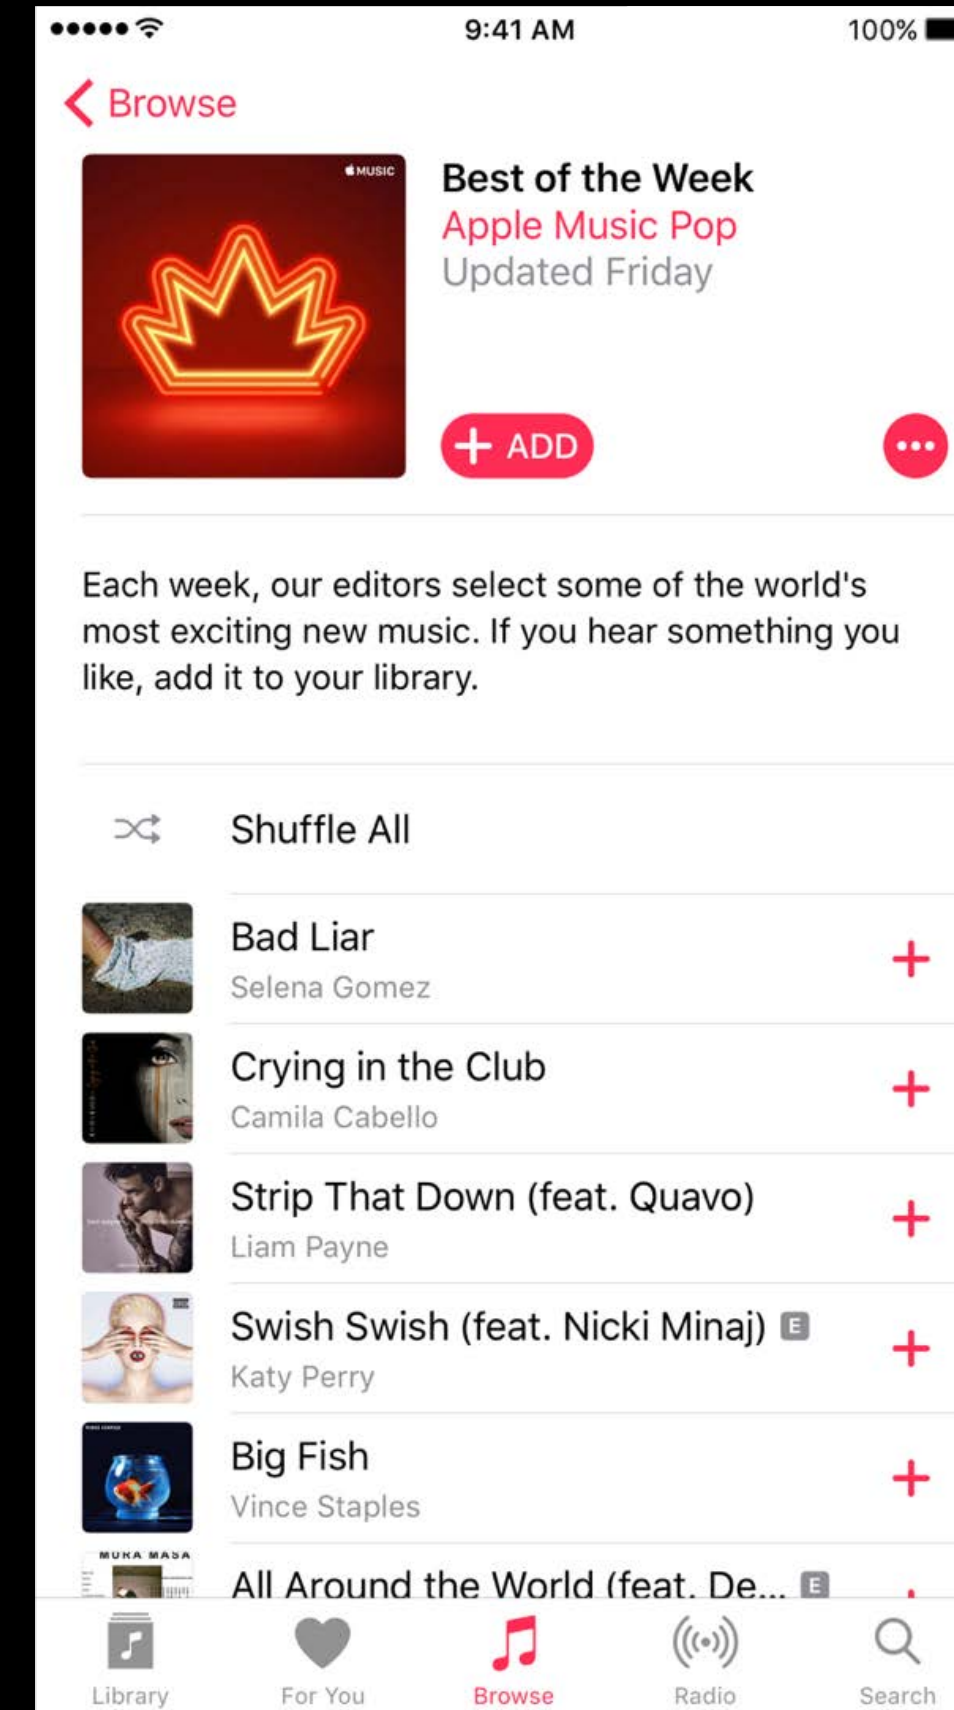 9:41 AM
100%
Browse
MUSIC
Best of the Week
Apple Music Pop
Updated Friday
+ ADD
Each week, our editors select some of the world's
most exciting new music. If you hear something you
like, add it to your library.
Shuffle All
Bad Liar
Selena Gomez
Crying in the Club
Camila Cabello
Strip That Down (feat. Quavo)
Liam Payne
Swish Swish (feat. Nicki Minaj) E
Katy Perry
Big Fish
Vince Staples
MURA MASA
All Around the World (feat. De... E
Library
For You
Browse
Radio
Search